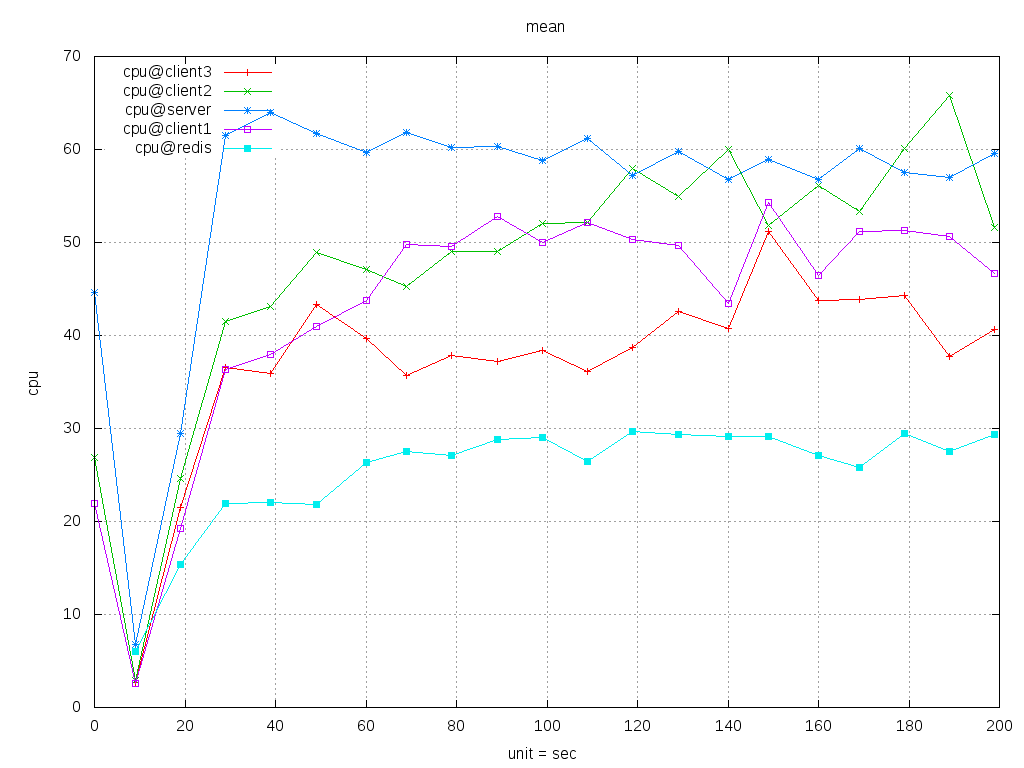 mean
70
60
50
40
30
20
10
0
cpu
cpu@client3
cpu@client2
cpu@server
cpu@client1
cpu@redis
0 20 40 60 80 100 120 140 160 180 200
unit = sec